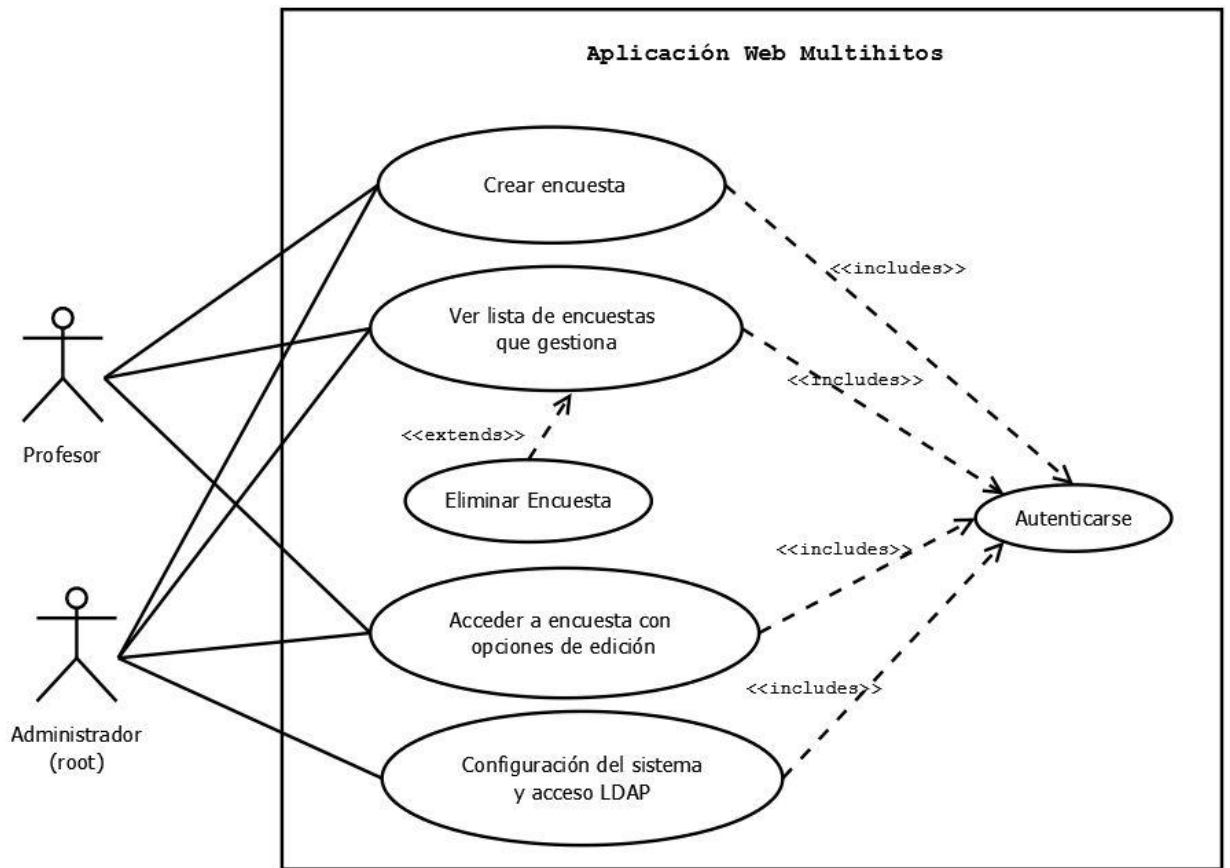 Aplicación Web Multihitos
Crear encuesta
<<includes>>
Ver lista de encuestas
que gestiona
<<includes>>
<<extends>>
Profesor
Eliminar Encuesta
Autenticarse
<<includes>>
Acceder a encuesta con
opciones de edición
<<includes>>
Administrador
(root)
Configuración del sistema
y acceso LDAP